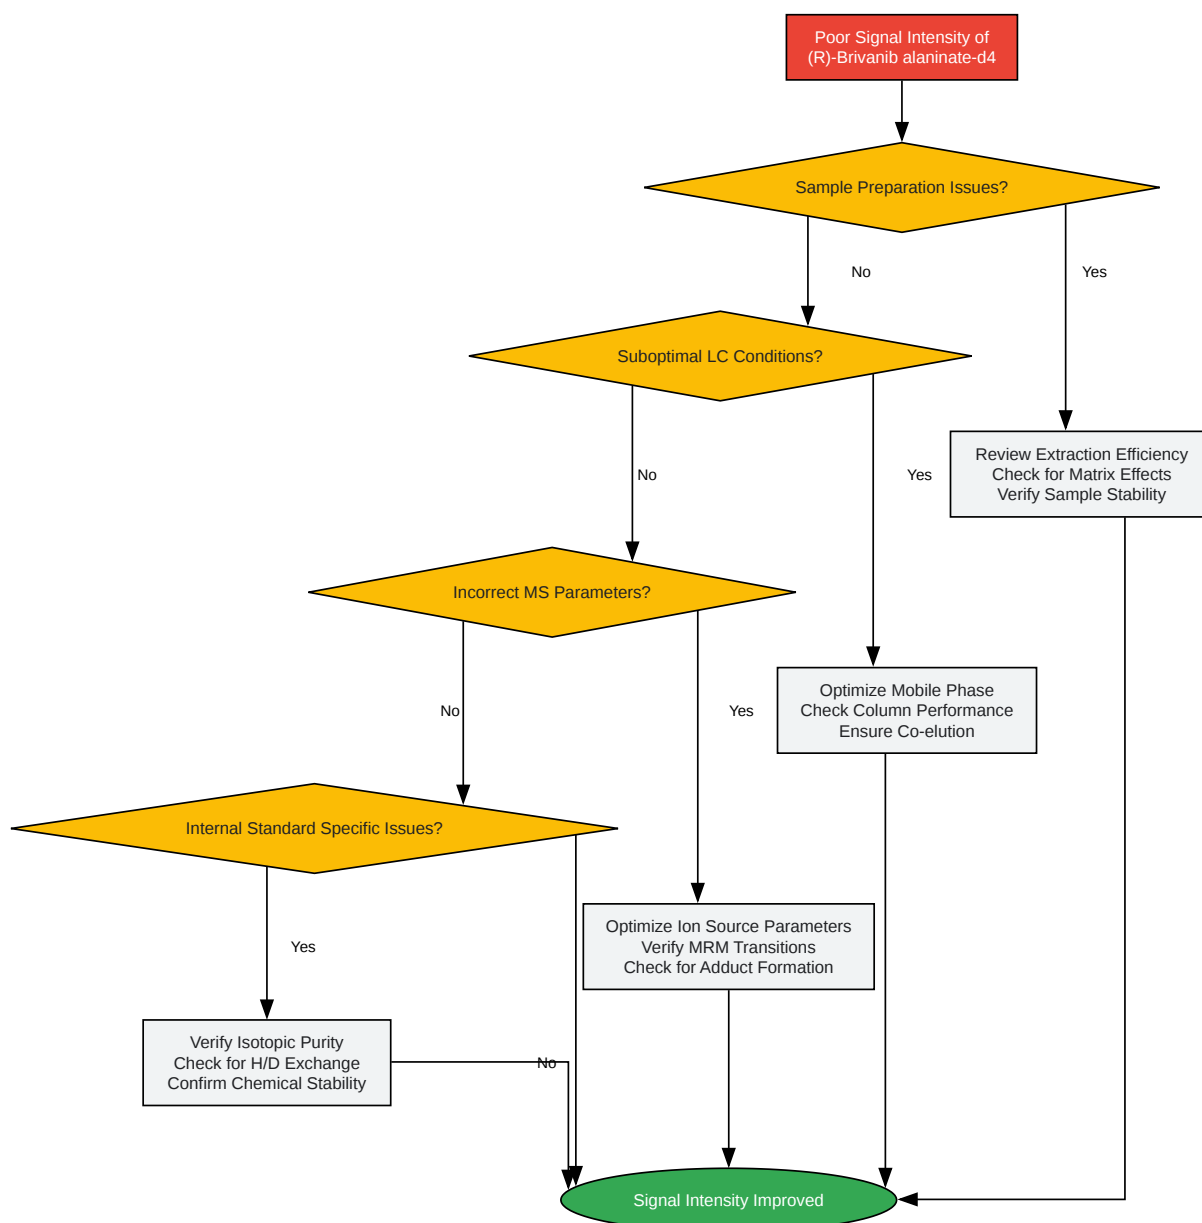 Poor Signal Intensity of
(R)-Brivanib alaninate-d4
Sample Preparation Issues?
No
Yes
Suboptimal LC Conditions?
Review Extraction Efficiency
Check for Matrix Effects
Verify Sample Stability
No
Yes
Incorrect MS Parameters?
Optimize Mobile Phase
Check Column Performance
Ensure Co-elution
No
Yes
Internal Standard Specific Issues?
Optimize Ion Source Parameters
Verify MRM Transitions
Check for Adduct Formation
Yes
Verify Isotopic Purity
Check for H/D Exchange
Confirm Chemical Stability
No
Signal Intensity Improved